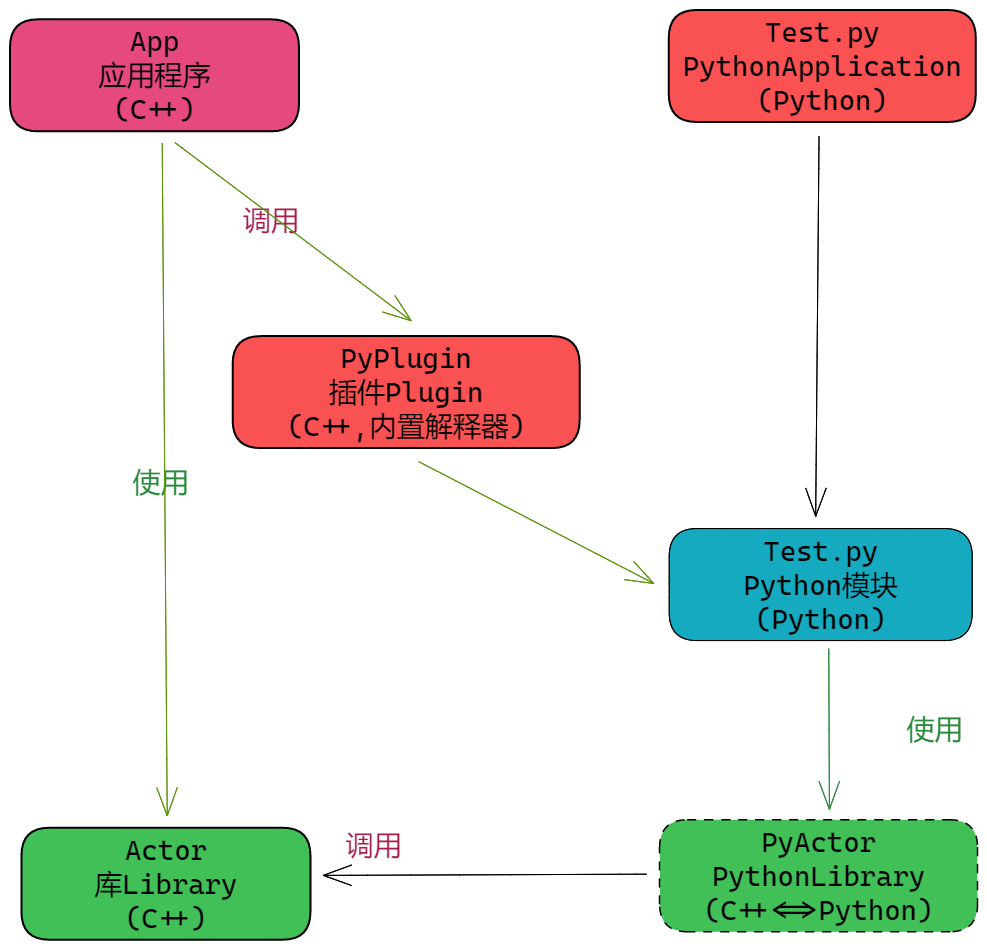 App
应用程序
(C++)
Test.py
PythonApplication
(Python)
调用
PyPlugin
插件Plugin
(C++,内置解释器)
使用
Test.py
Python模块
(Python)
使用
Actor
库Library
(C++)
调用
PyActor
PythonLibrary
(C++⟺Python)